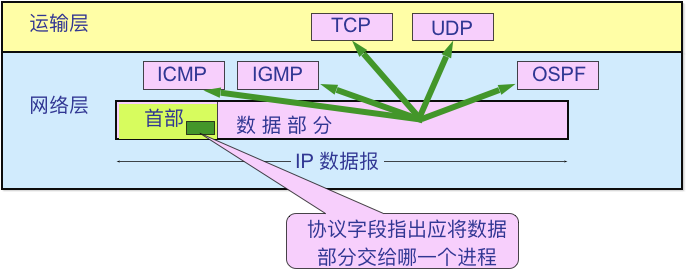 运输层
TCP
UDP
ICMP
IGMP
OSPF
网络层
首部
数据部分
IP 数据报
协议字段指出应将数据
部分交给哪一个进程